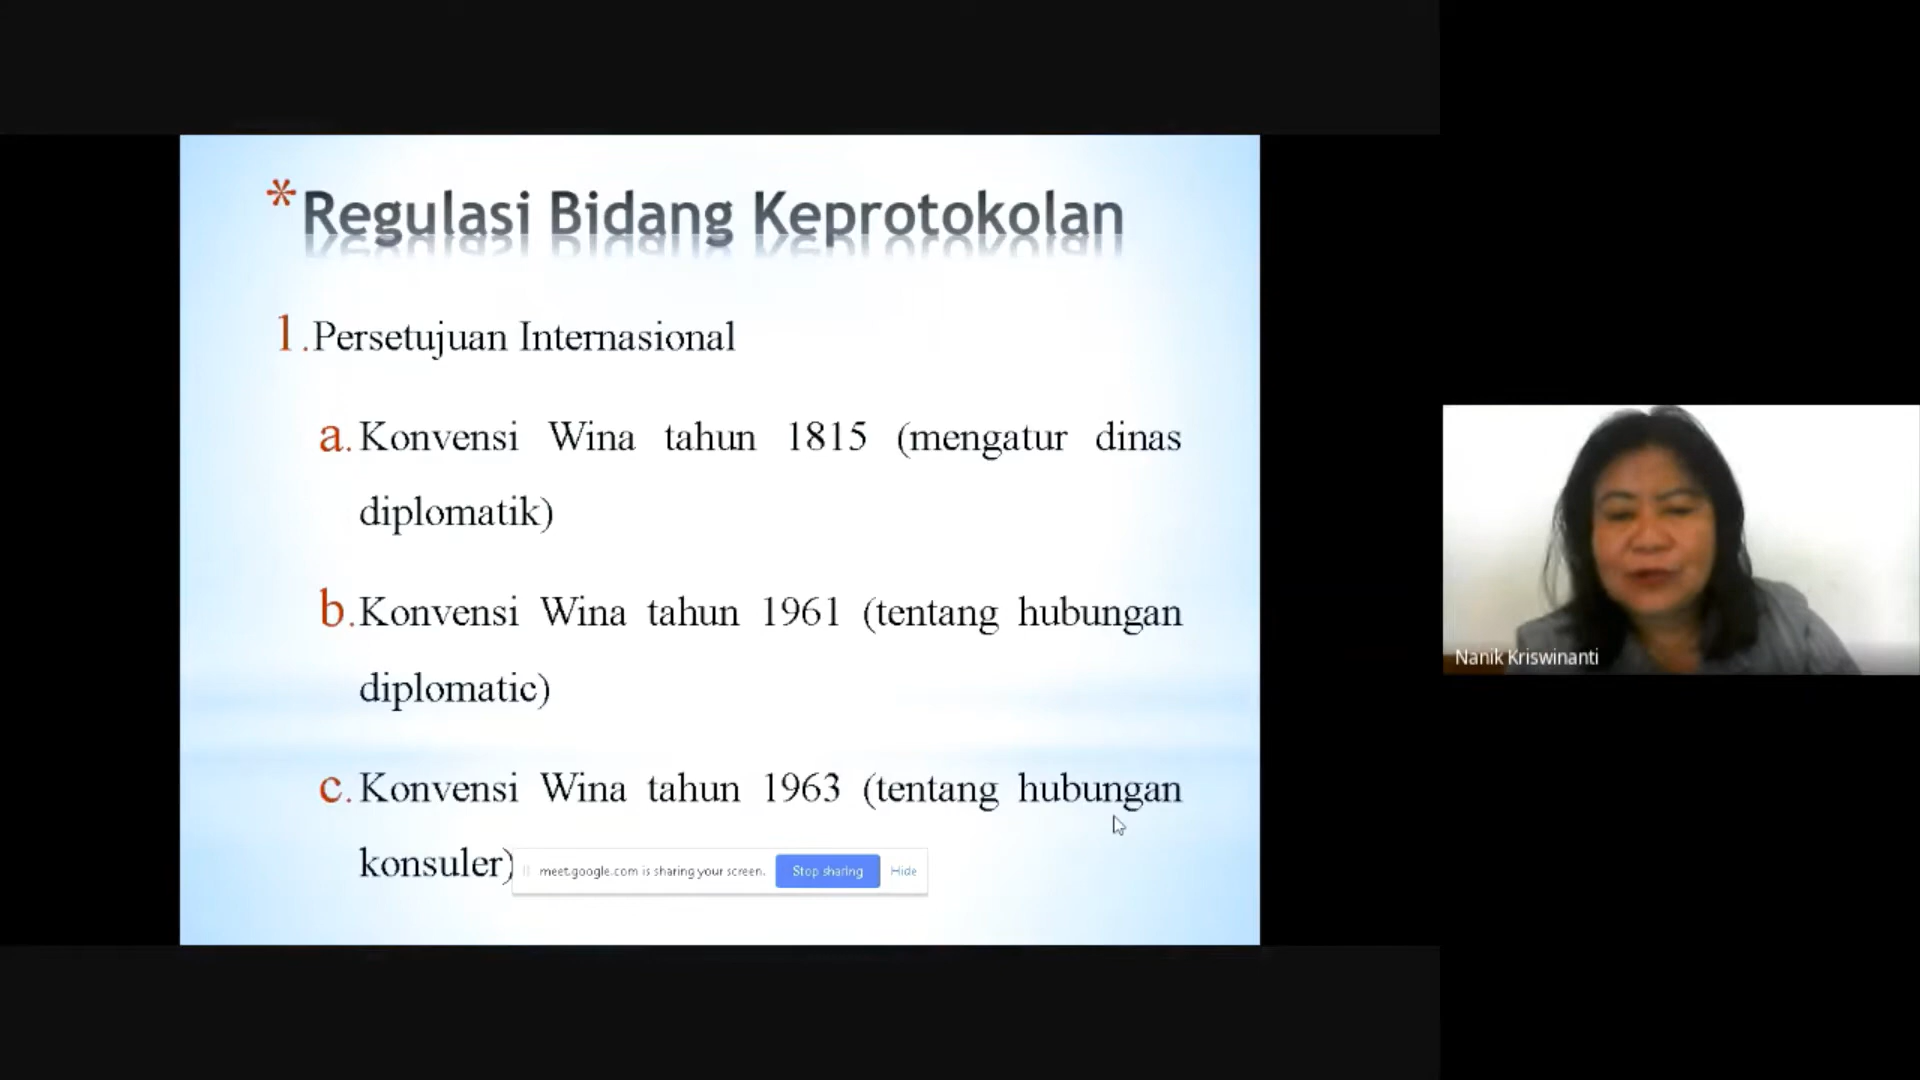 * Regulasi Bidang Keprotokolan
1. Persetujuan Internasional
a. Konvensi Wina tahun 1815 (mengatur dinas
diplomatik)
b. Konvensi Wina tahun 1961 (tentang hubungan
diplomatic)
c. Konvensi Wina tahun 1963 (tentang hubungan
konsuler)
meet.google.com is sharing your screen. Stop sharing Hide
Nanik Kriswinanti